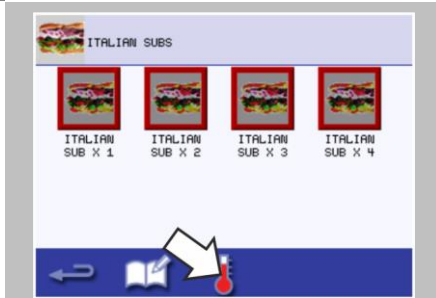 ITALIAN SUBS
ITALIAN
SUB X 1
ITALIAN
SUB X 2
ITALIAN
SUB X 3
ITALIAN
SUB X 4